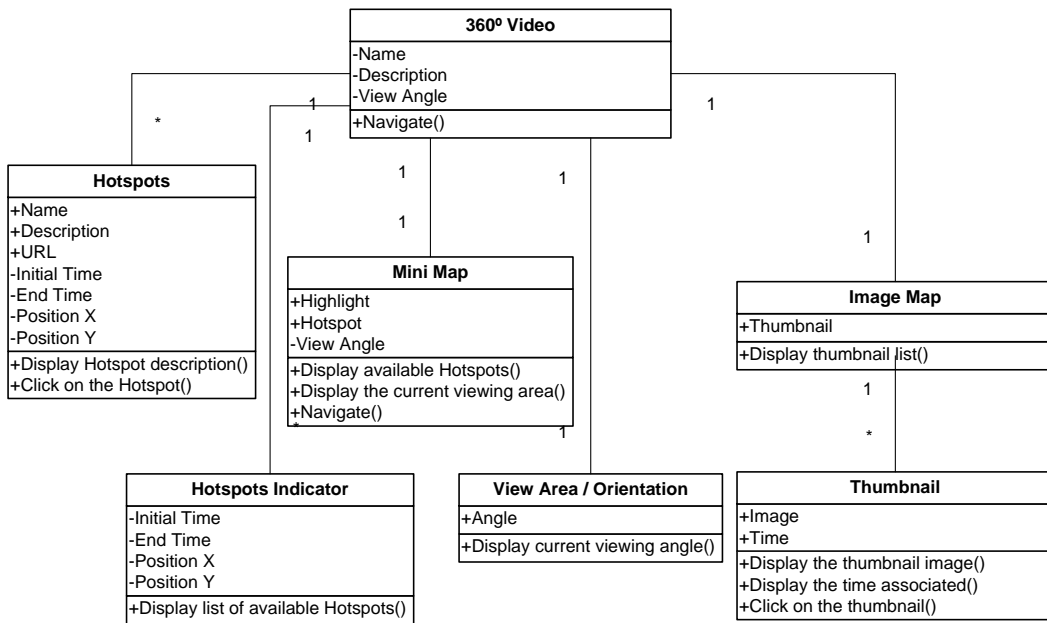 360º Video
-Name
-Description
-View Angle
+Navigate()
1
1
1
*
1
1
1
1
1
Hotspots
+Name
+Description
+URL
-Initial Time
-End Time
-Position X
-Position Y
+Display Hotspot description()
+Click on the Hotspot()
Mini Map
+Highlight
+Hotspot
-View Angle
+Display available Hotspots()
+Display the current viewing area()
+Navigate()
Image Map
+Thumbnail
+Display thumbnail list()
1
*
*
1
Hotspots Indicator
-Initial Time
-End Time
-Position X
-Position Y
+Display list of available Hotspots()
View Area / Orientation
+Angle
+Display current viewing angle()
Thumbnail
+Image
+Time
+Display the thumbnail image()
+Display the time associated()
+Click on the thumbnail()